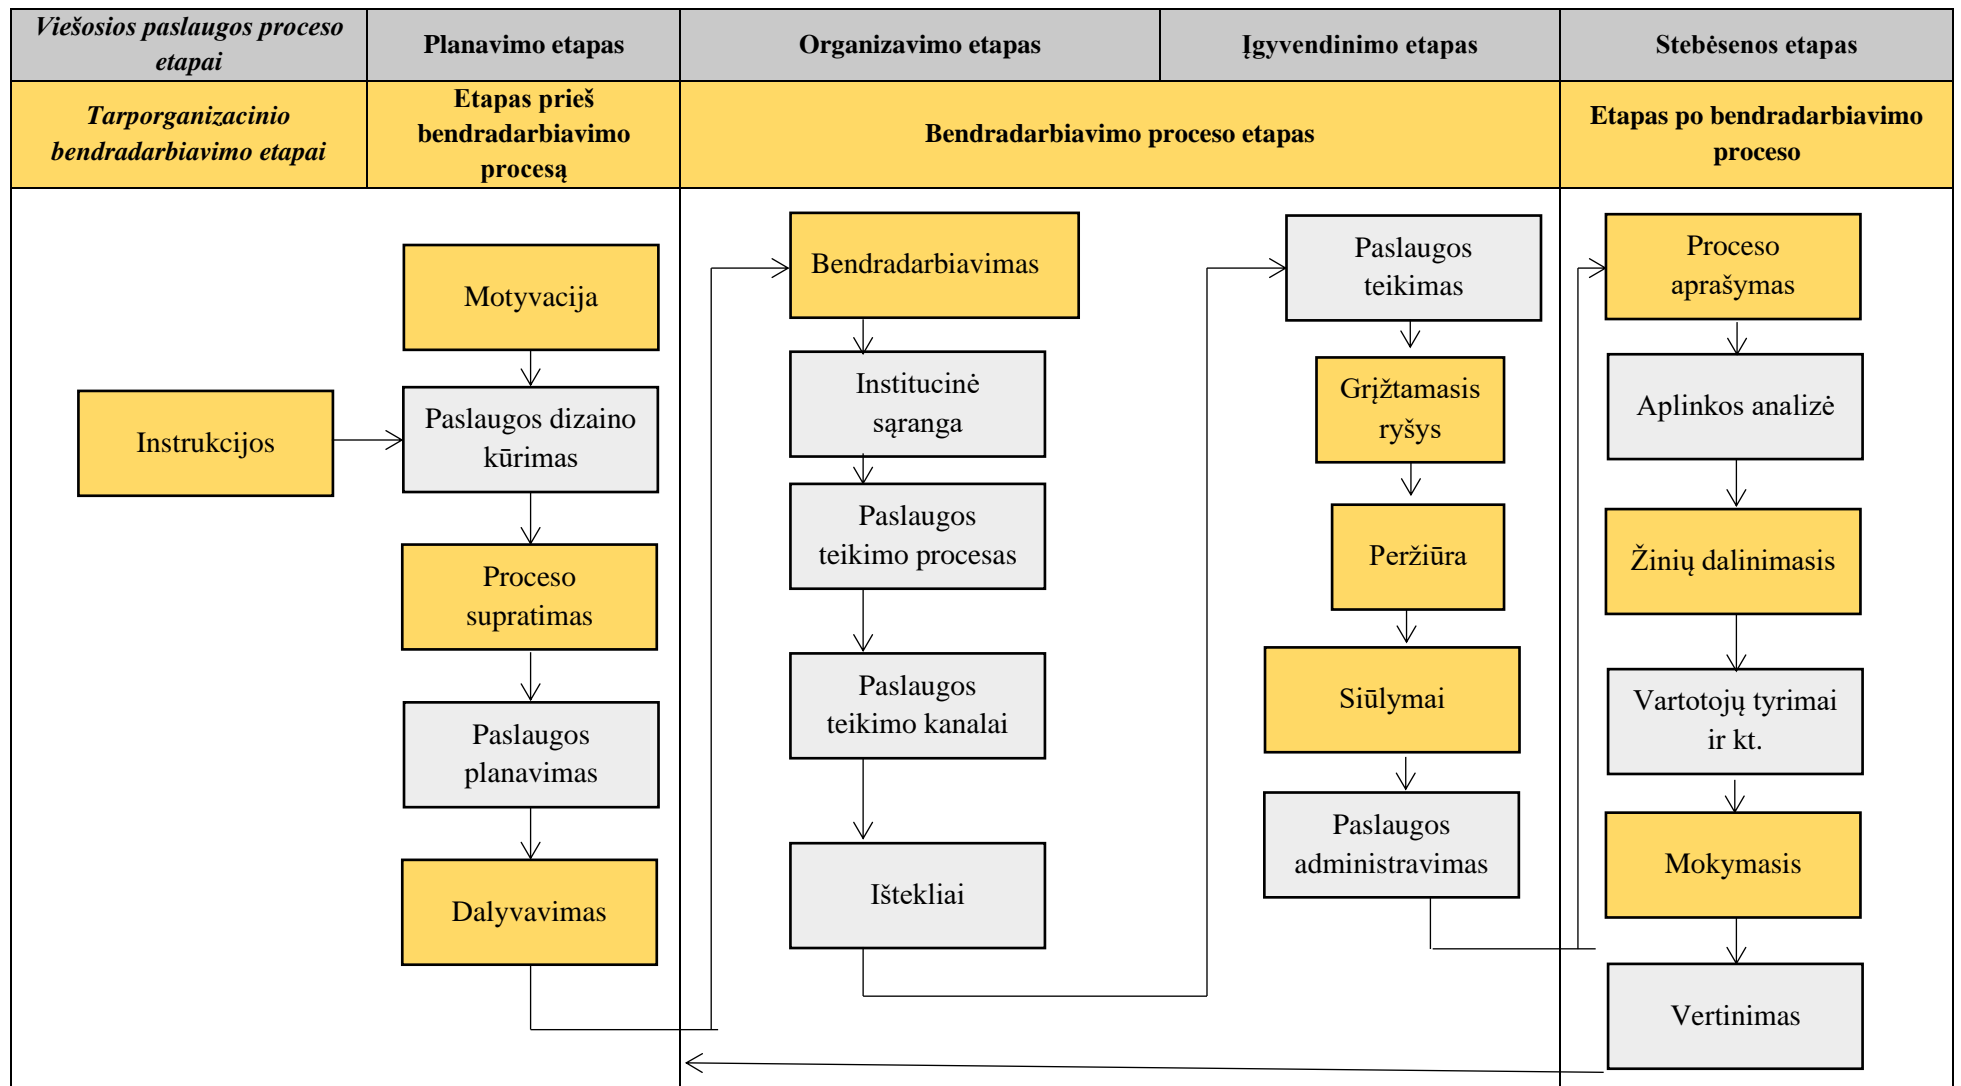 Viešosios paslaugos proceso
etapai
Planavimo etapas
Organizavimo etapas
Įgyvendinimo etapas
Stebėsenos etapas
Tarporganizacinio
bendradarbiavimo etapai
Etapas prieš
bendradarbiavimo
procesą
Bendradarbiavimo proceso etapas
Etapas po bendradarbiavimo
proceso
Instrukcijos
Motyvacija
Paslaugos dizaino
kūrimas
Proceso
supratimas
Paslaugos
planavimas
Dalyvavimas
Bendradarbiavimas
Institucinė
sąranga
Paslaugos
teikimo procesas
Paslaugos
teikimo kanalai
Ištekliai
Paslaugos
teikimas
Grįžtamasis
ryšys
Peržiūra
Siūlymai
Paslaugos
administravimas
Proceso
aprašymas
Aplinkos analizė
Žinių dalinimasis
Vartotojų tyrimai
ir kt.
Mokymasis
Vertinimas